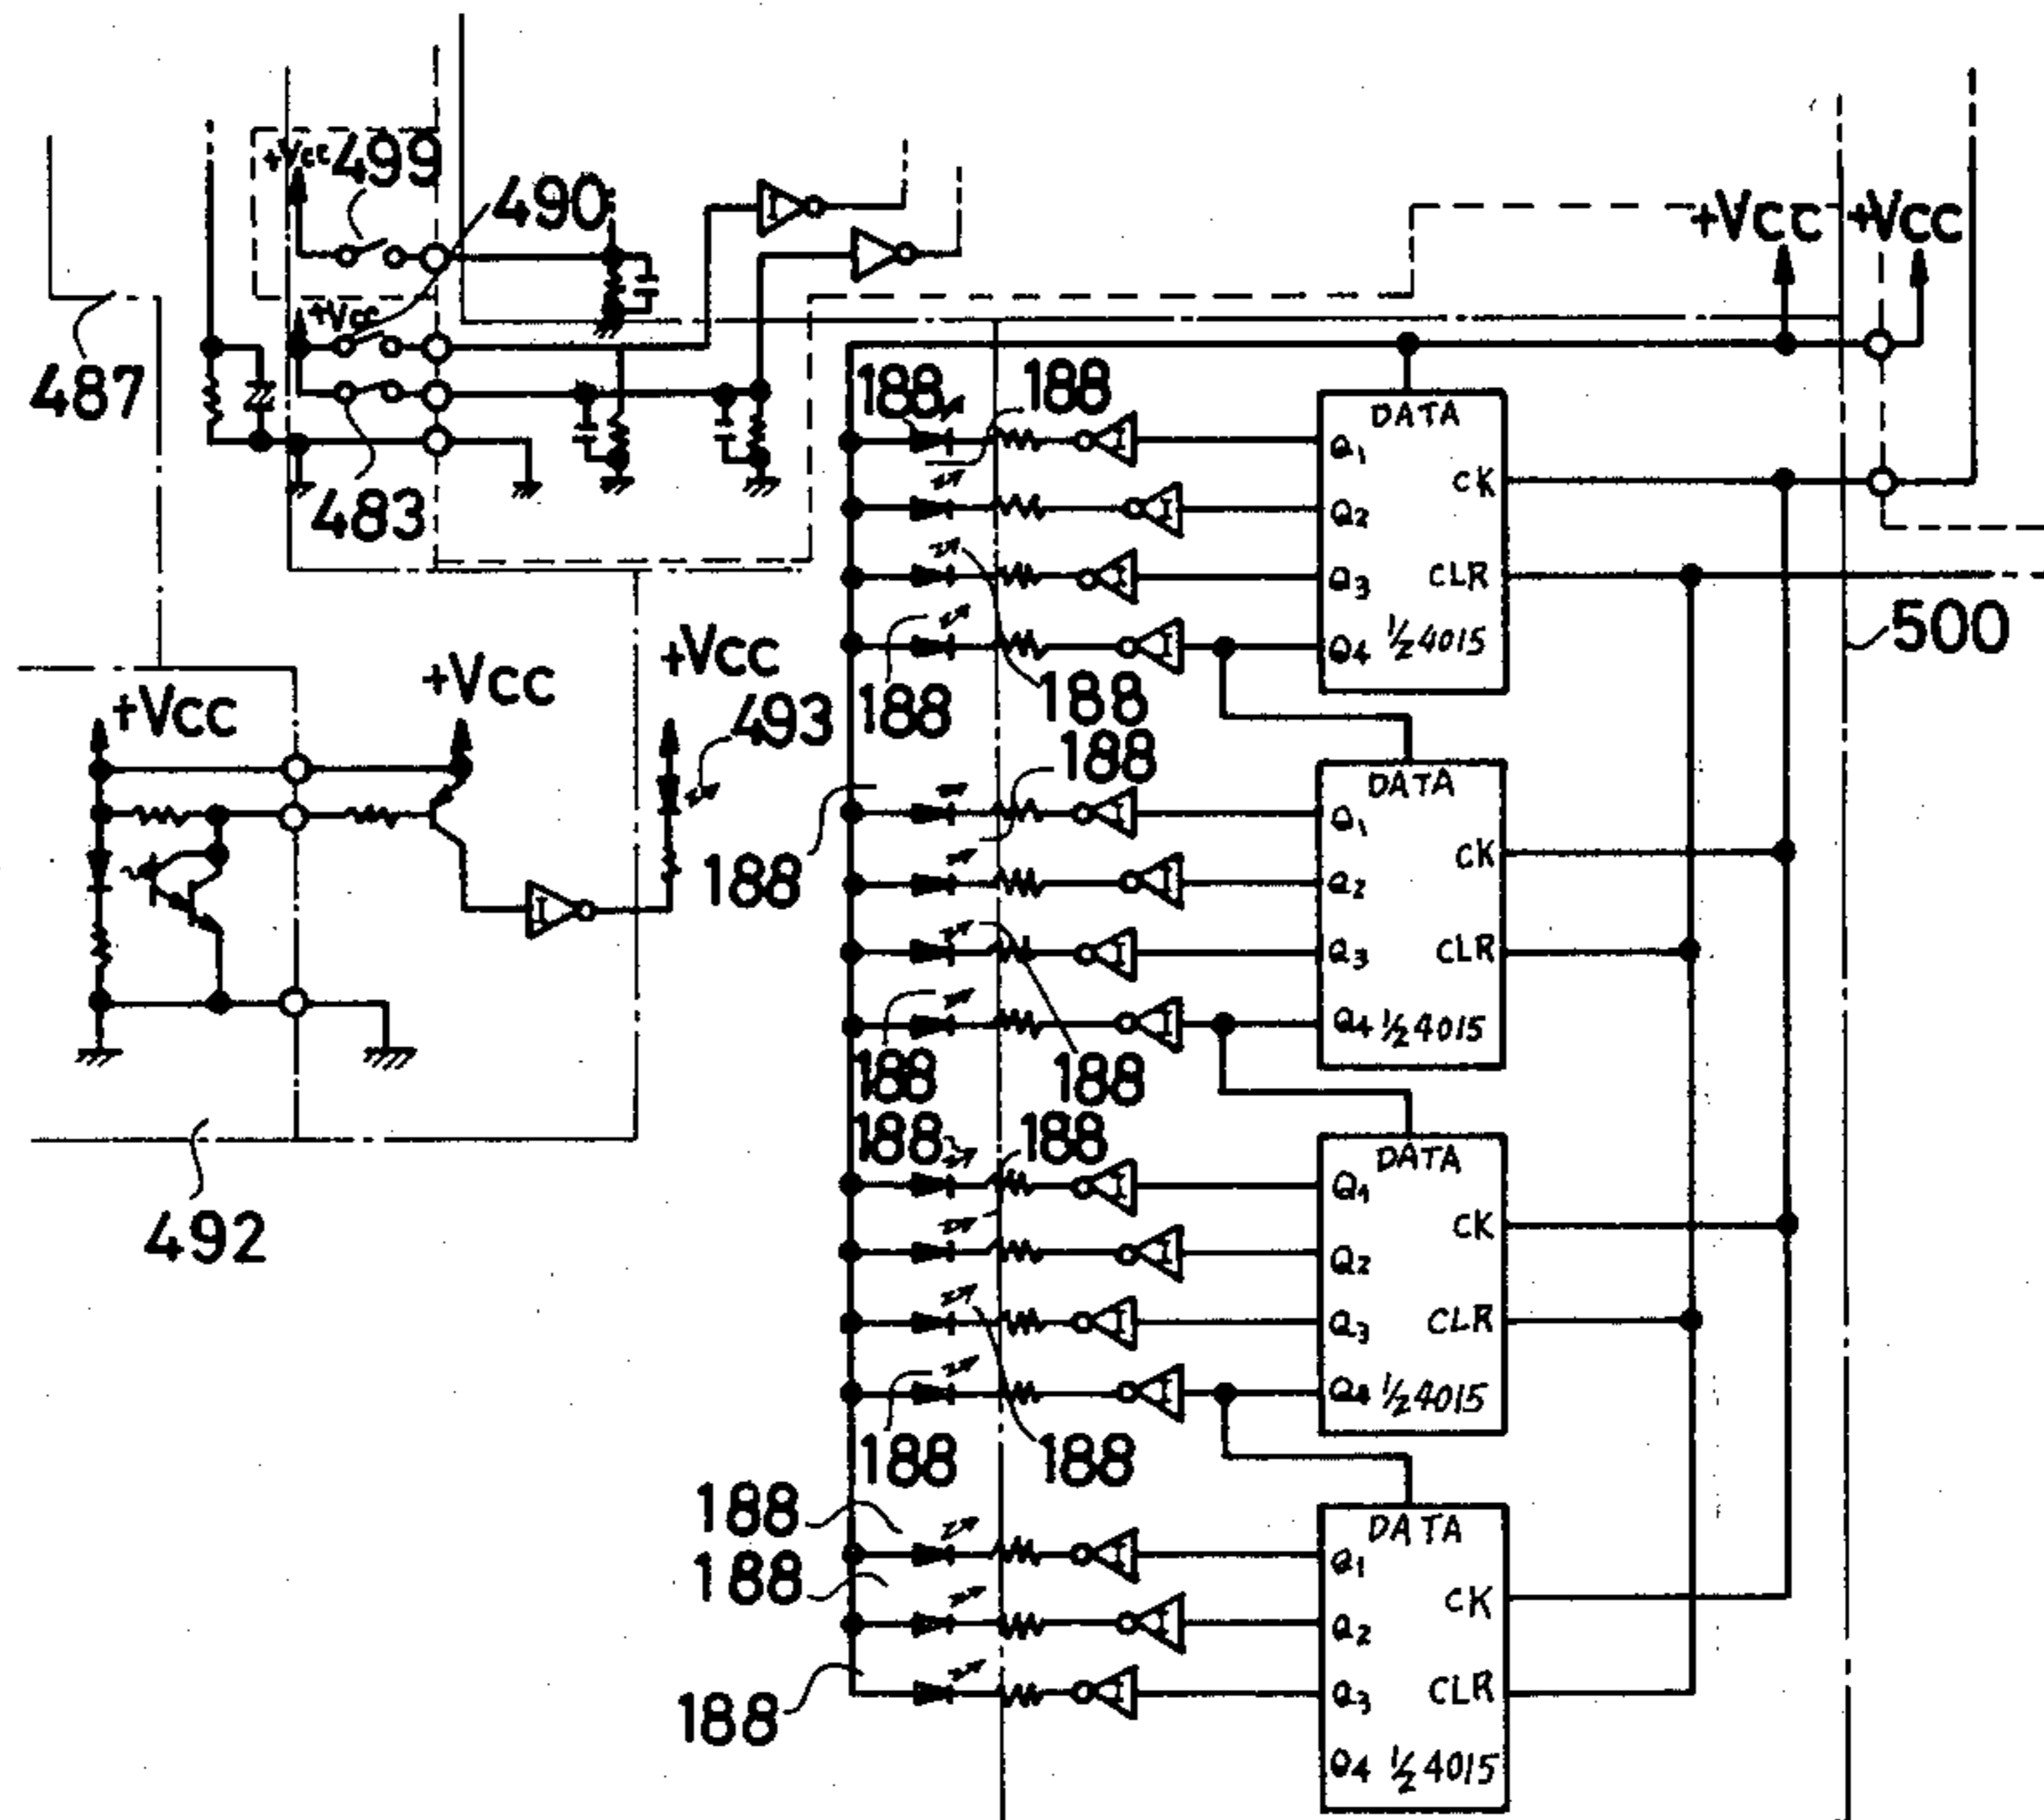 +Vcc 499
490
+Vcc
487
483
+Vcc +Vcc
188 188
DATA
Q1
CK
Q2
Q3 CLR
Q4 1/2 4015
500
188 188
+Vcc +Vcc +Vcc
493
188
188
DATA
Q1
CK
Q2
Q3 CLR
Q4 1/2 4015
188 188
188 188
492
DATA
Q1
CK
Q2
Q3 CLR
Q4 1/2 4015
188 188
188
188
188
DATA
Q1
CK
Q2
Q3 CLR
Q4 1/2 4015